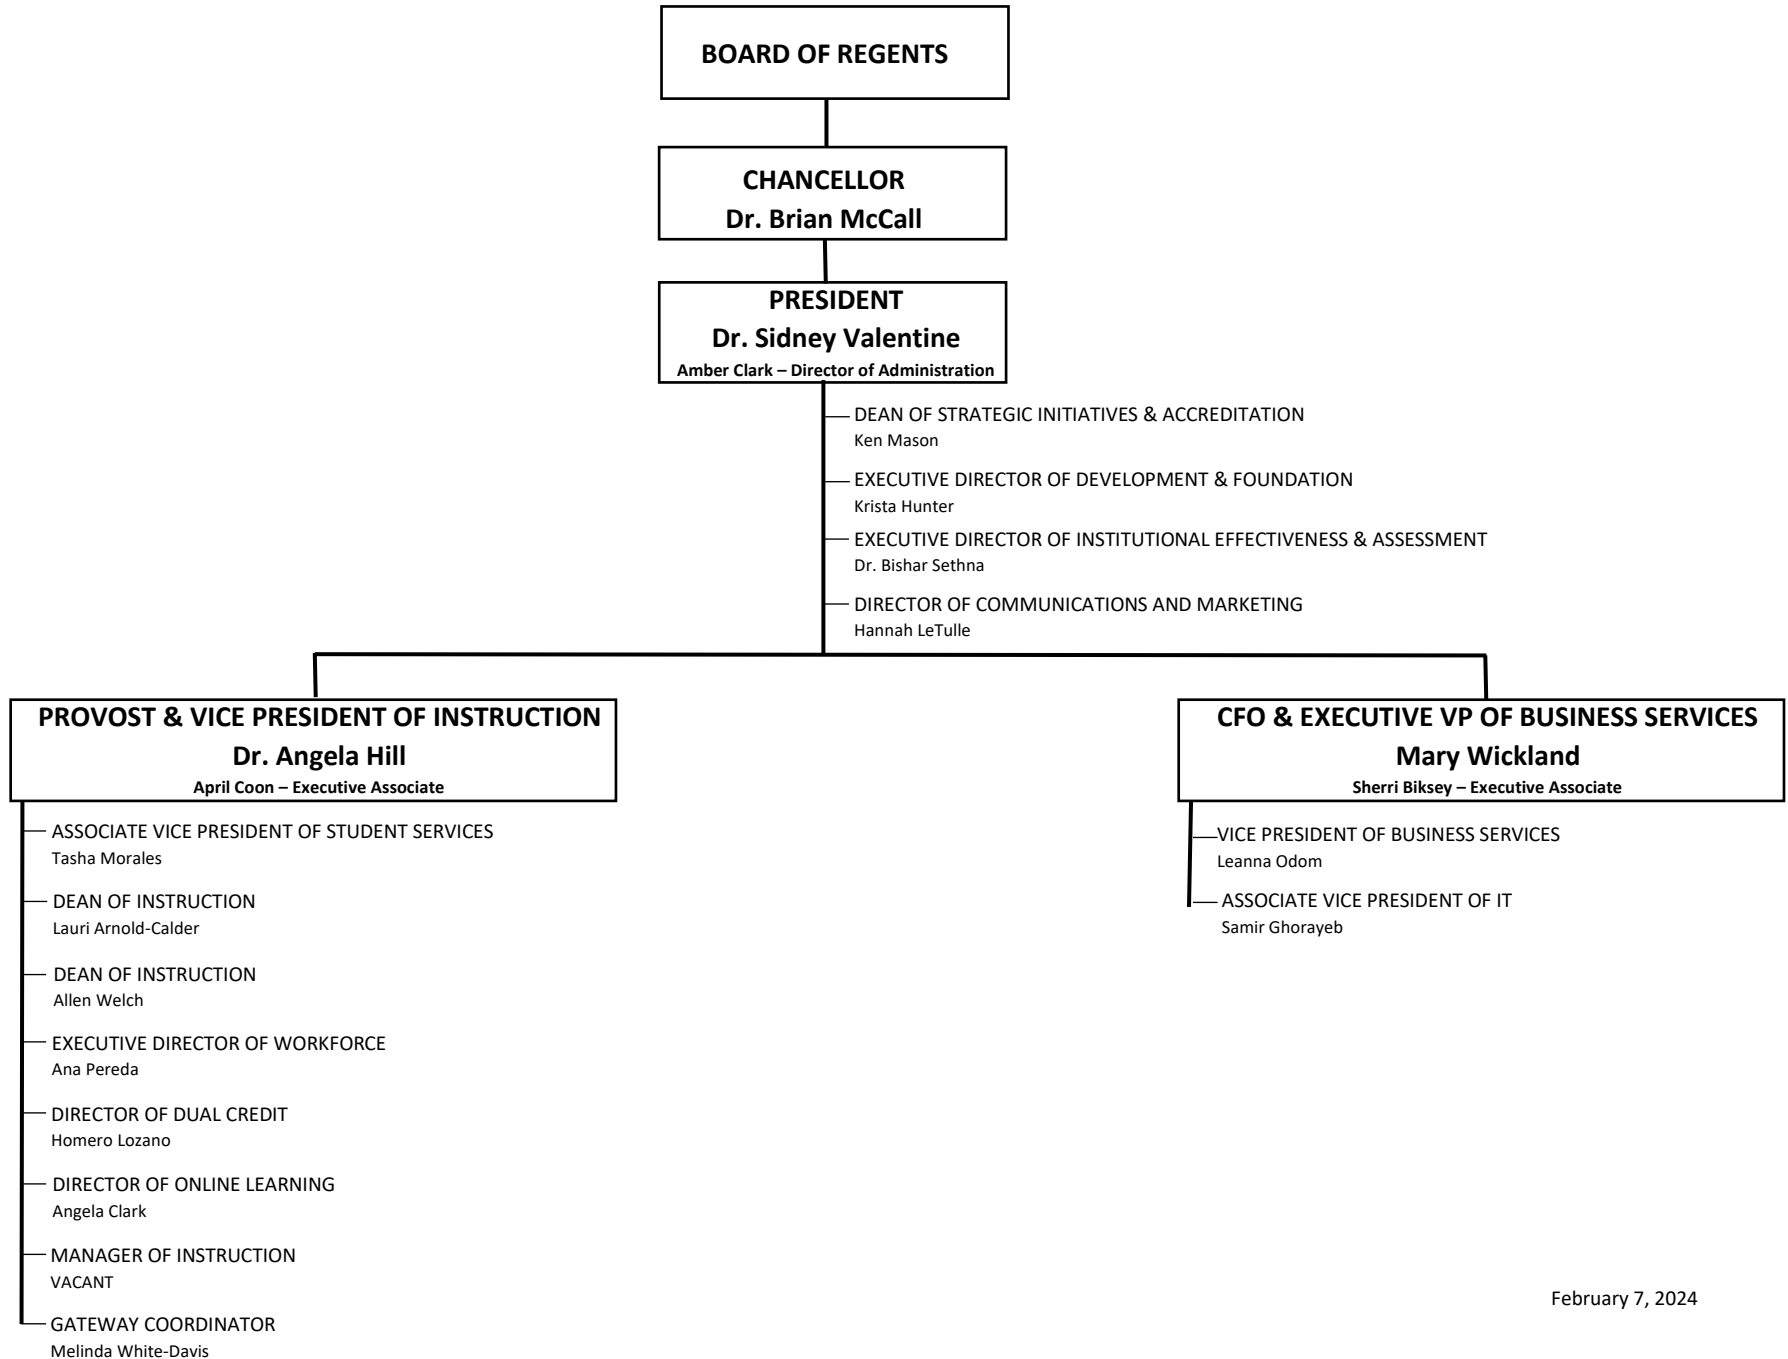 BOARD OF REGENTS
CHANCELLOR
Dr. Brian McCall
PRESIDENT
Dr. Sidney Valentine
Amber Clark – Director of Administration
DEAN OF STRATEGIC INITIATIVES & ACCREDITATION
Ken Mason
EXECUTIVE DIRECTOR OF DEVELOPMENT & FOUNDATION
Krista Hunter
EXECUTIVE DIRECTOR OF INSTITUTIONAL EFFECTIVENESS & ASSESSMENT
Dr. Bishar Sethna
DIRECTOR OF COMMUNICATIONS AND MARKETING
Hannah LeTulle
PROVOST & VICE PRESIDENT OF INSTRUCTION
Dr. Angela Hill
April Coon – Executive Associate
ASSOCIATE VICE PRESIDENT OF STUDENT SERVICES
Tasha Morales
DEAN OF INSTRUCTION
Lauri Arnold-Calder
DEAN OF INSTRUCTION
Allen Welch
EXECUTIVE DIRECTOR OF WORKFORCE
Ana Pereda
DIRECTOR OF DUAL CREDIT
Homero Lozano
DIRECTOR OF ONLINE LEARNING
Angela Clark
MANAGER OF INSTRUCTION
VACANT
GATEWAY COORDINATOR
Melinda White-Davis
CFO & EXECUTIVE VP OF BUSINESS SERVICES
Mary Wickland
Sherri Biksey – Executive Associate
VICE PRESIDENT OF BUSINESS SERVICES
Leanna Odom
ASSOCIATE VICE PRESIDENT OF IT
Samir Ghorayeb
February 7, 2024